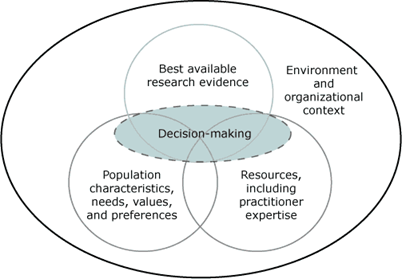 Best available
research evidence
Environment
and
organizational
context
Decision-making
Population
characteristics,
needs, values,
and preferences
Resources,
including
practitioner
expertise